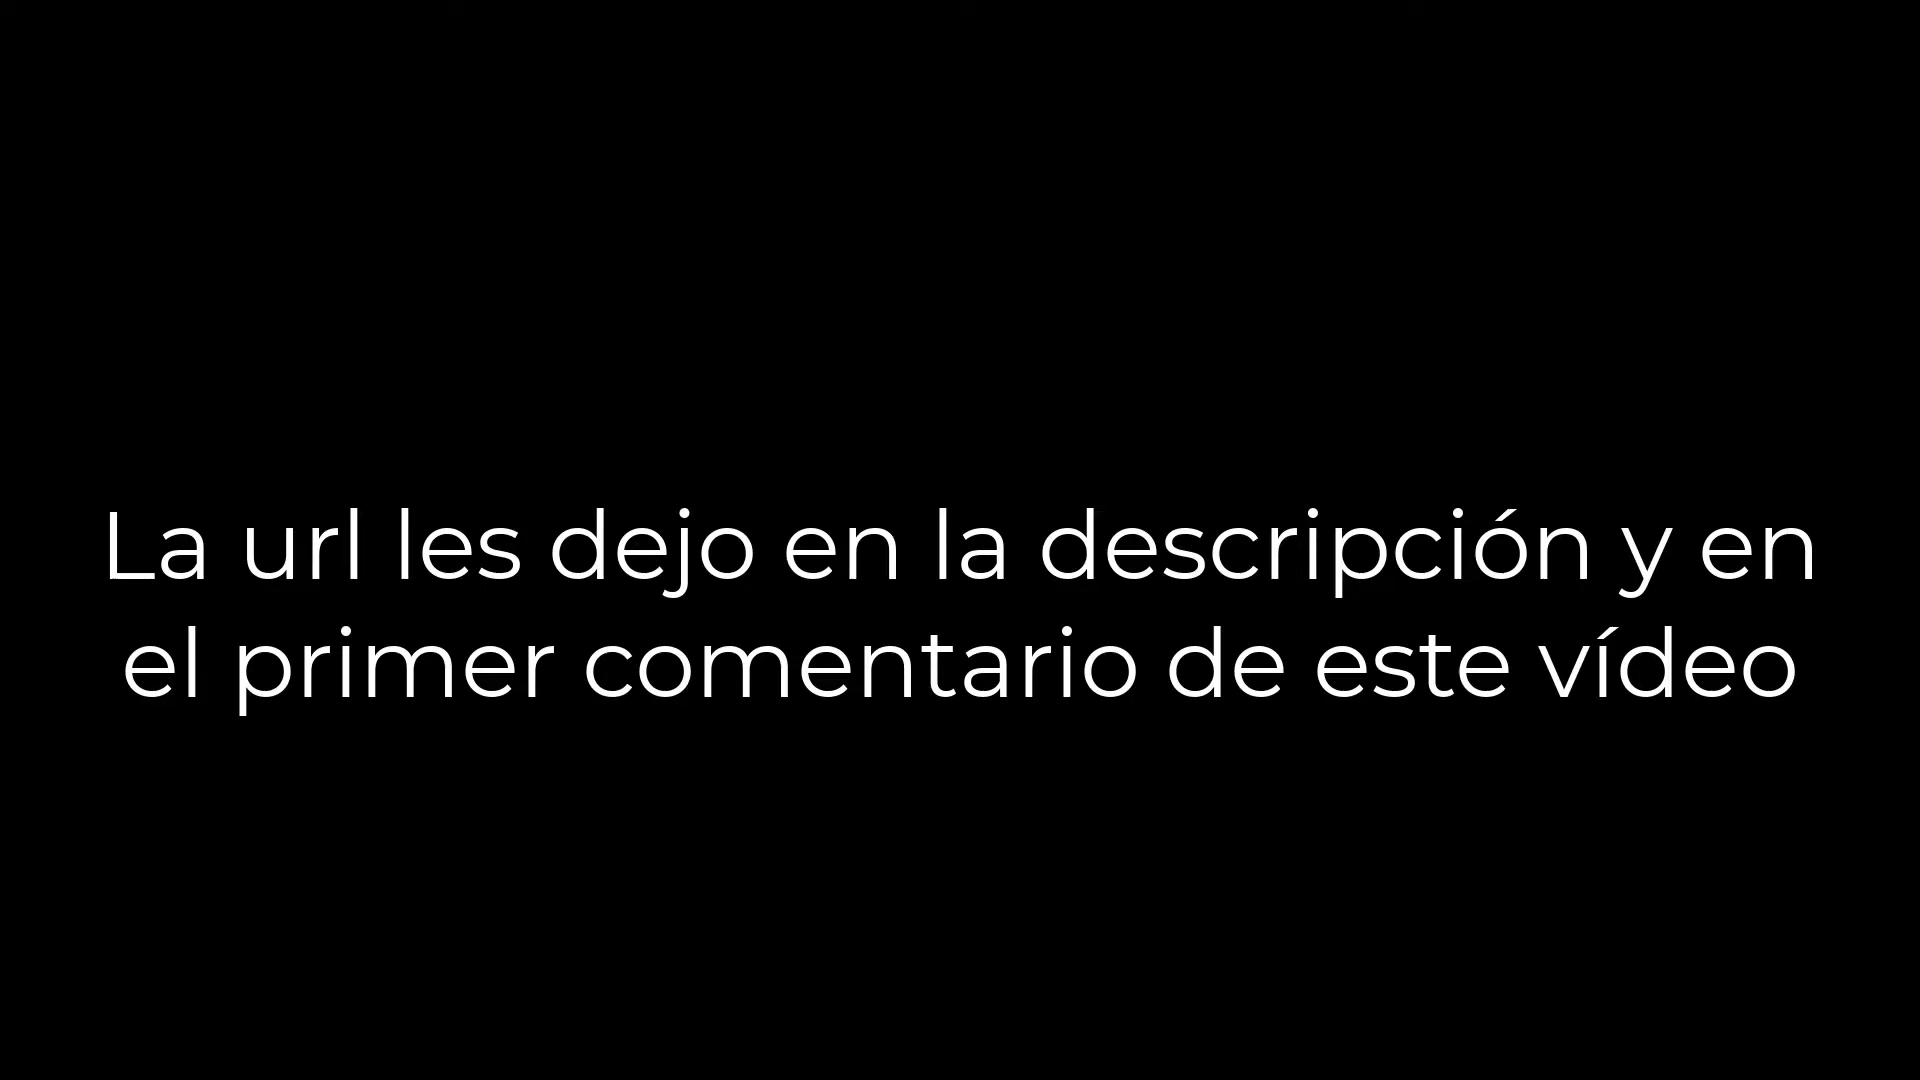 La url les dejo en la descripción y en
el primer comentario de este vídeo